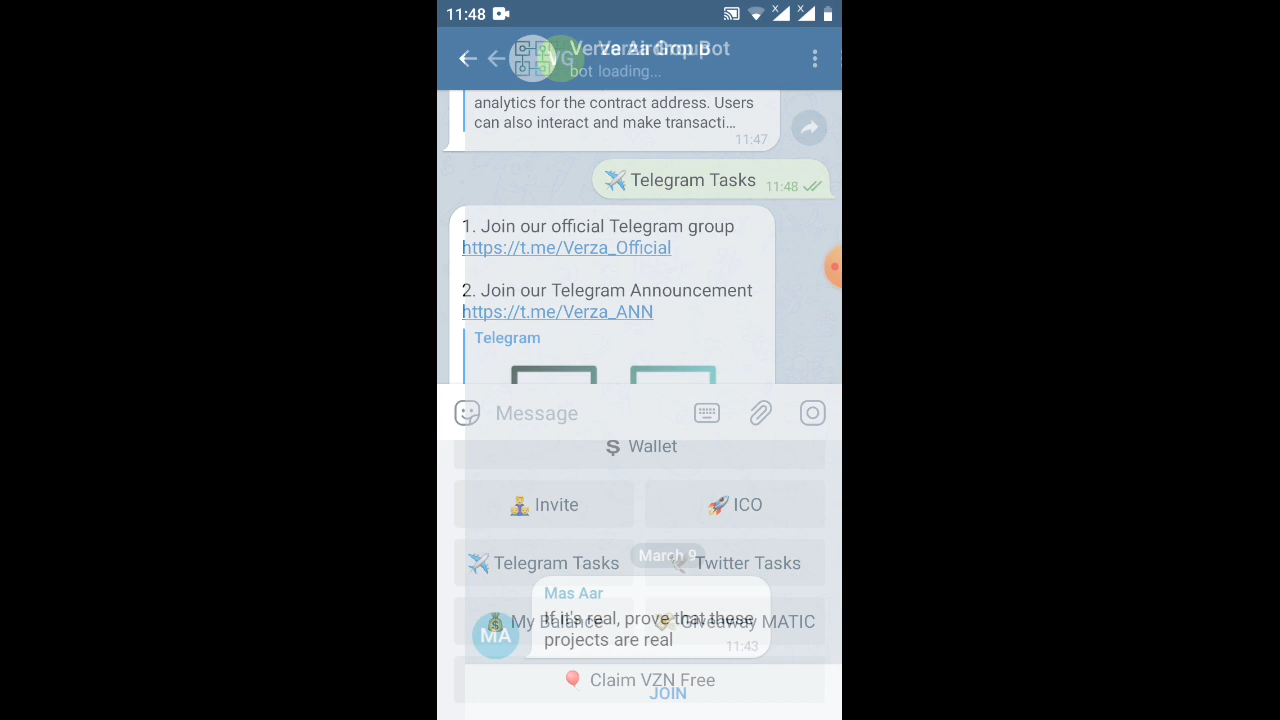 11:48
Verza Airdrop Bot
Verza Group
VG
bot loading...
analytics for the contract address. Users
can also interact and make transacti...
11:47
✈️ Telegram Tasks 11:48
1. Join our official Telegram group
https://t.me/Verza_Official
2. Join our Telegram Announcement
https://t.me/Verza_ANN
Telegram
Message
Wallet
Invite
ICO
Telegram Tasks
Twitter Tasks
March 9
Mas Aar
If it's real, prove that these
projects are real
11:43
MA
My Balance
Giveaway MATIC
Claim VZN Free
JOIN